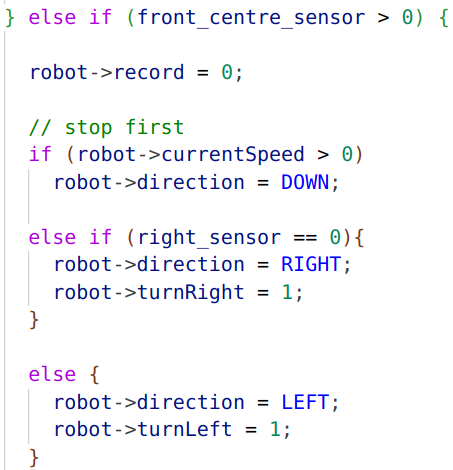 } else if (front_centre_sensor > 0) {
robot->record = 0;
// stop first
if (robot->currentSpeed > 0)
robot->direction = DOWN;
else if (right_sensor == 0){
robot->direction = RIGHT;
robot->turnRight = 1;
}
else {
robot->direction = LEFT;
robot->turnLeft = 1;
}